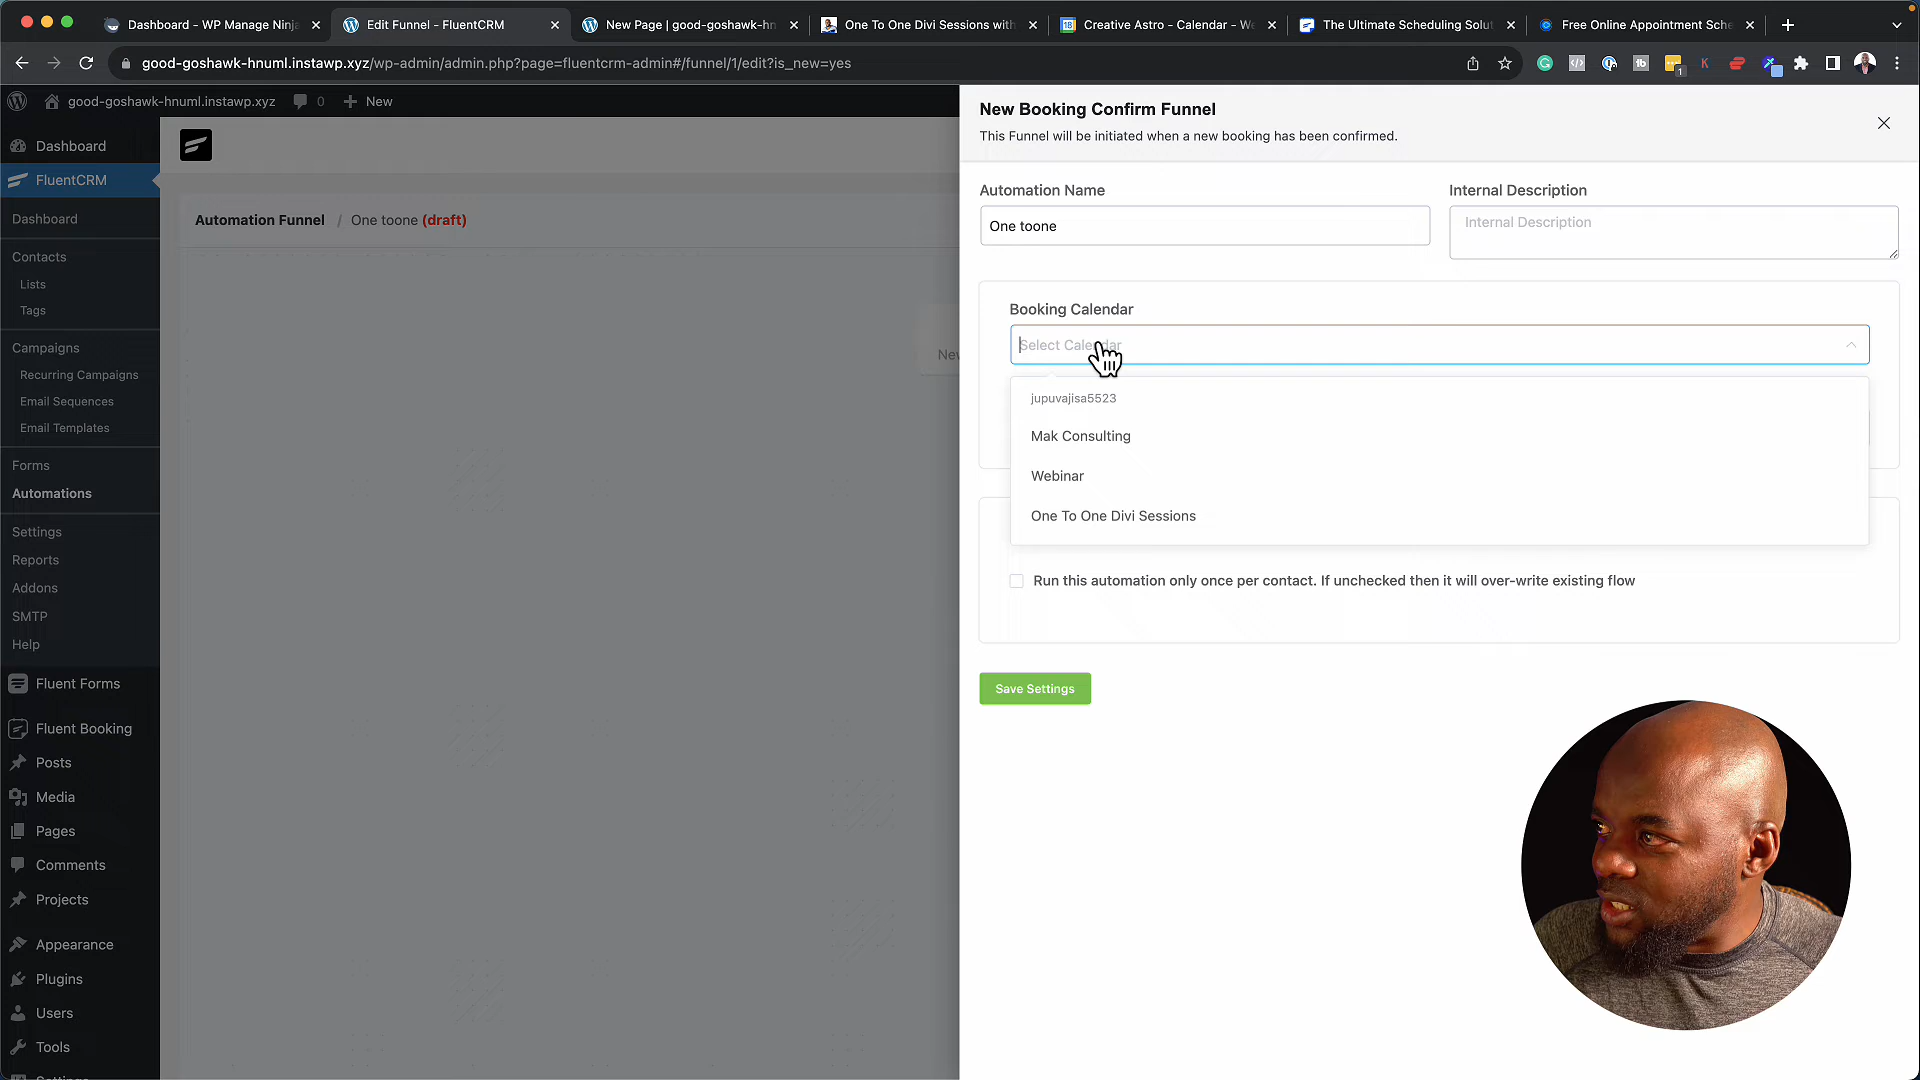 Dashboard - WP Manage Ninja
Edit Funnel - FluentCRM
New Page | good-goshawk-hn
One To One Divi Sessions with
Creative Astro - Calendar - We
The Ultimate Scheduling Solut
Free Online Appointment Sche
good-goshawk-hnuml.instawp.xyz/wp-admin/admin.php?page=fluentcrm-admin#/funnel/1/edit?is_new=yes
good-goshawk-hnuml.instawp.xyz
0
New
Dashboard
FluentCRM
Dashboard
Contacts
Lists
Tags
Campaigns
Recurring Campaigns
Email Sequences
Email Templates
Forms
Automations
Settings
Reports
Addons
SMTP
Help
Fluent Forms
Fluent Booking
Posts
Media
Pages
Comments
Projects
Appearance
Plugins
Users
Tools
Automation Funnel / One toone (draft)
New Booking Confirm Funnel
This Funnel will be initiated when a new booking has been confirmed.
Automation Name
One toone
Internal Description
Internal Description
Booking Calendar
Select Calendar
jupuvajisa5523
Mak Consulting
Webinar
One To One Divi Sessions
Run this automation only once per contact. If unchecked then it will over-write existing flow
Save Settings